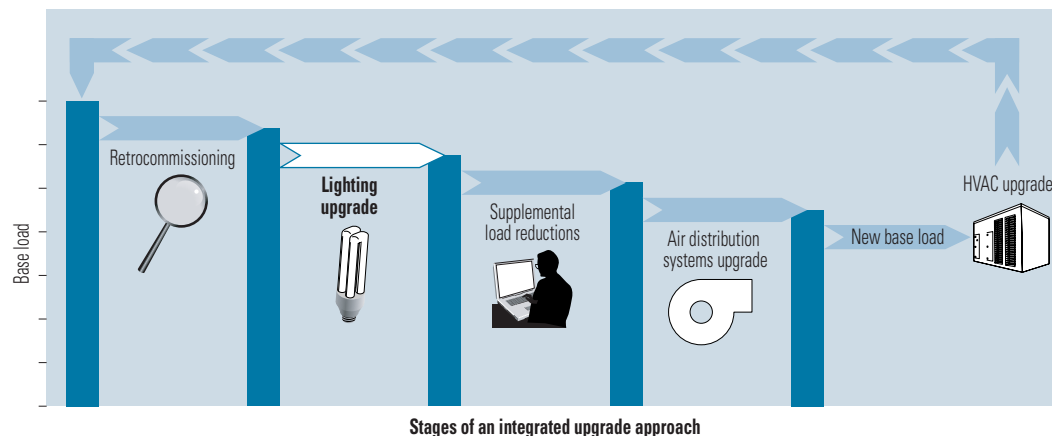 Retrocommissioning
Lighting
upgrade
Supplemental
load reductions
Air distribution
systems upgrade
New base load
HVAC upgrade
Base load
Stages of an integrated upgrade approach